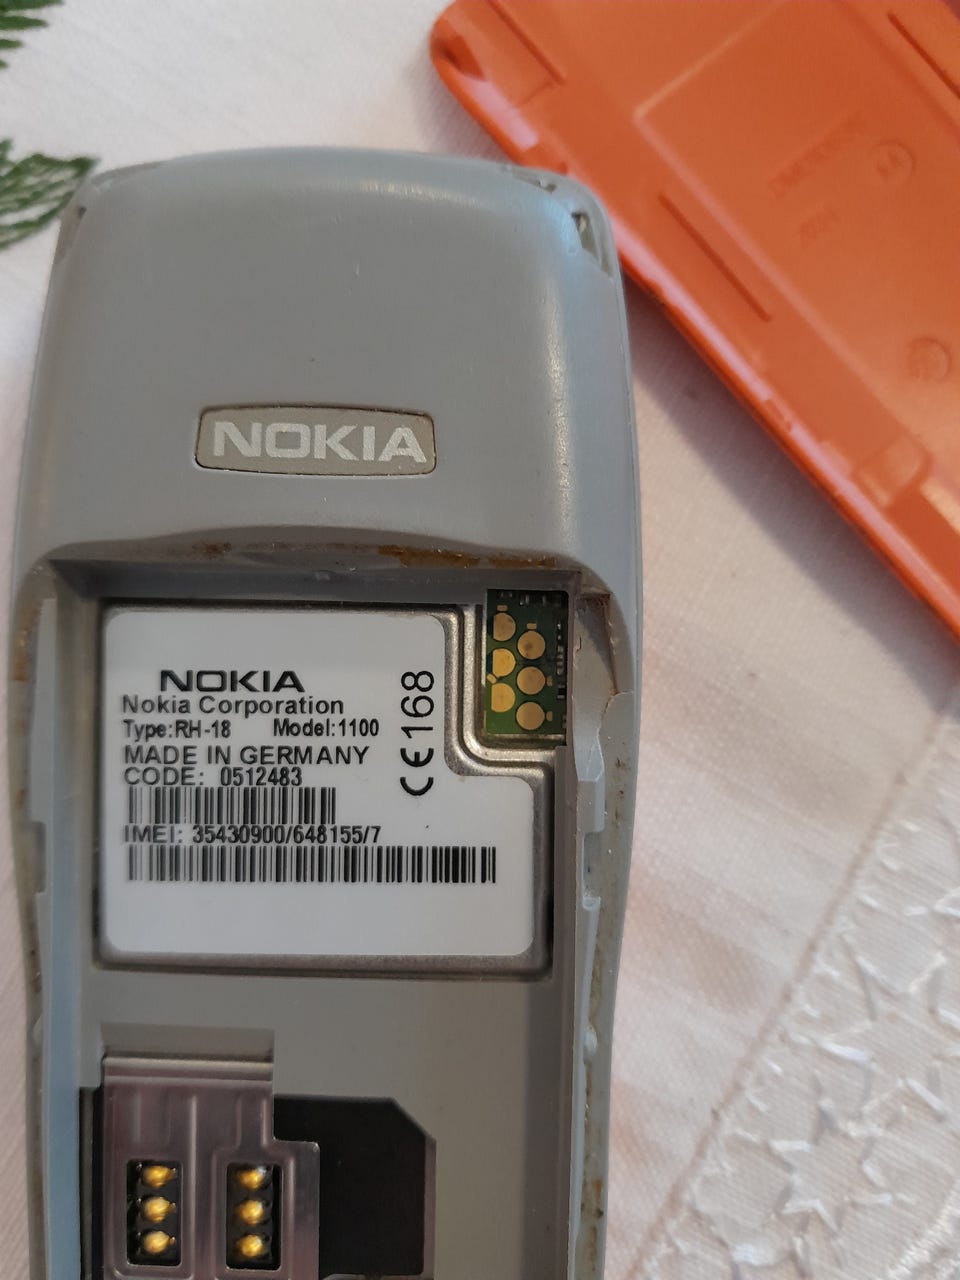 NOKIA
NOKIA
Nokia Corporation
Type:RH-18 Model:1100
MADE IN GERMANY
CODE: 0512483
IMEI: 35430900/648155/7
CE168